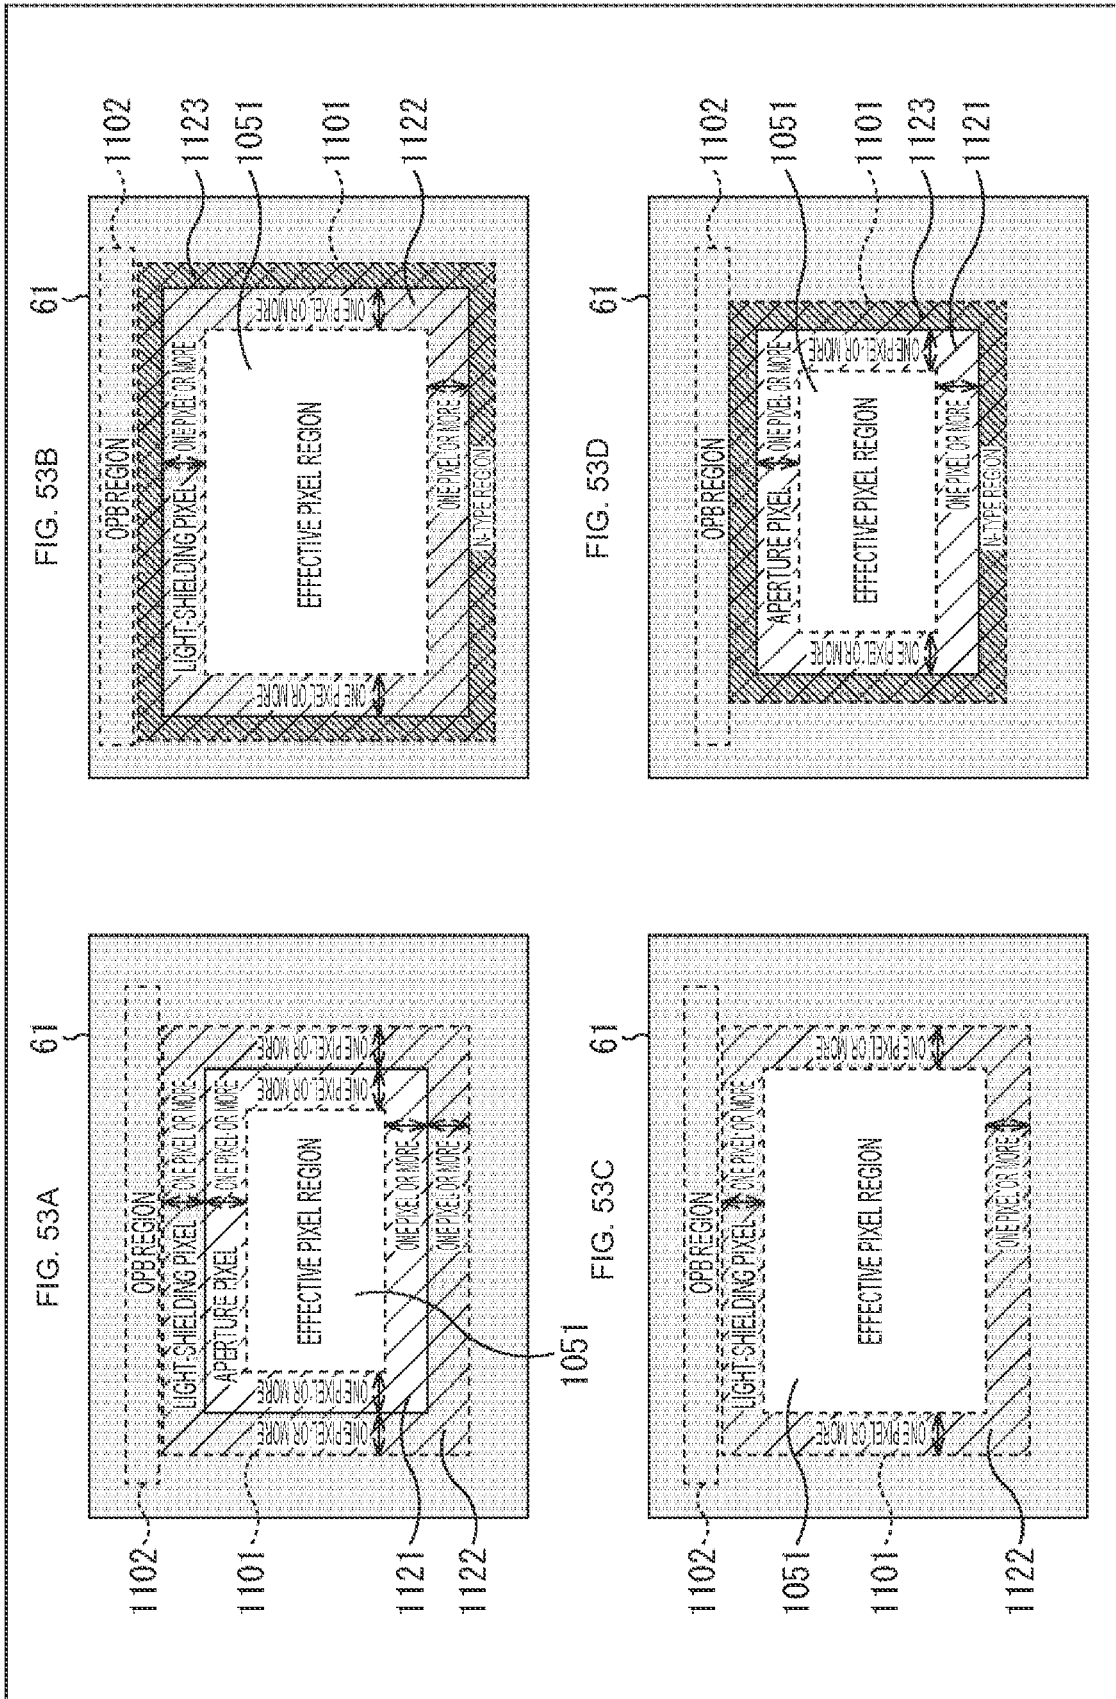 FIG. 53A
61
OPB REGION
LIGHT-SHIELDING PIXEL
ONE PIXEL OR MORE
APERTURE PIXEL
ONE PIXEL OR MORE
ONE PIXEL OR MORE
ONE PIXEL OR MORE
EFFECTIVE PIXEL REGION
ONE PIXEL OR MORE
ONE PIXEL OR MORE
ONE PIXEL OR MORE
ONE PIXEL OR MORE
1102
1101
1121
1122
1051
FIG. 53B
61
OPB REGION
LIGHT-SHIELDING PIXEL
ONE PIXEL OR MORE
ONE PIXEL OR MORE
EFFECTIVE PIXEL REGION
ONE PIXEL OR MORE
ONE PIXEL OR MORE
N-TYPE REGION
1102
1123
1051
1101
1122
FIG. 53C
61
OPB REGION
LIGHT-SHIELDING PIXEL
ONE PIXEL OR MORE
ONE PIXEL OR MORE
EFFECTIVE PIXEL REGION
ONE PIXEL OR MORE
ONE PIXEL OR MORE
1102
1051
1101
1122
FIG. 53D
61
OPB REGION
APERTURE PIXEL
ONE PIXEL OR MORE
ONE PIXEL OR MORE
EFFECTIVE PIXEL REGION
ONE PIXEL OR MORE
ONE PIXEL OR MORE
N-TYPE REGION
1102
1051
1101
1123
1121